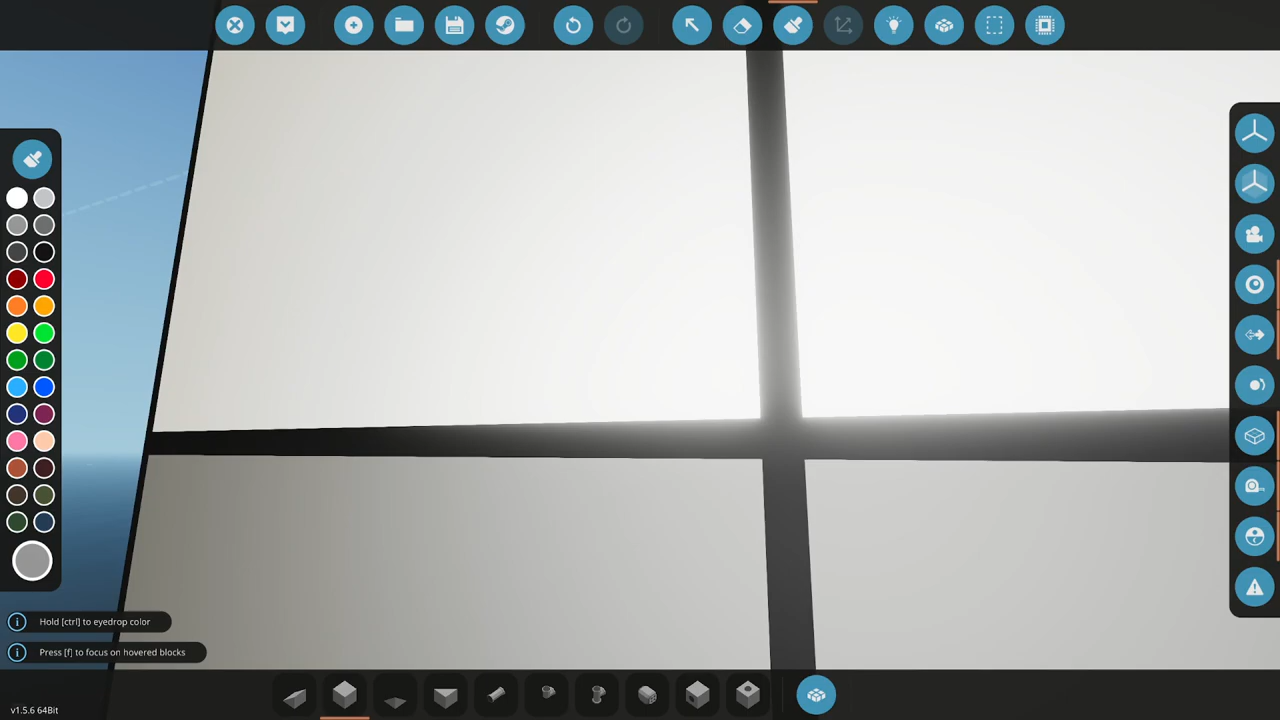 Hold [ctrl] to eyedrop color
Press [f] to focus on hovered blocks
v1.5.6 64Bit